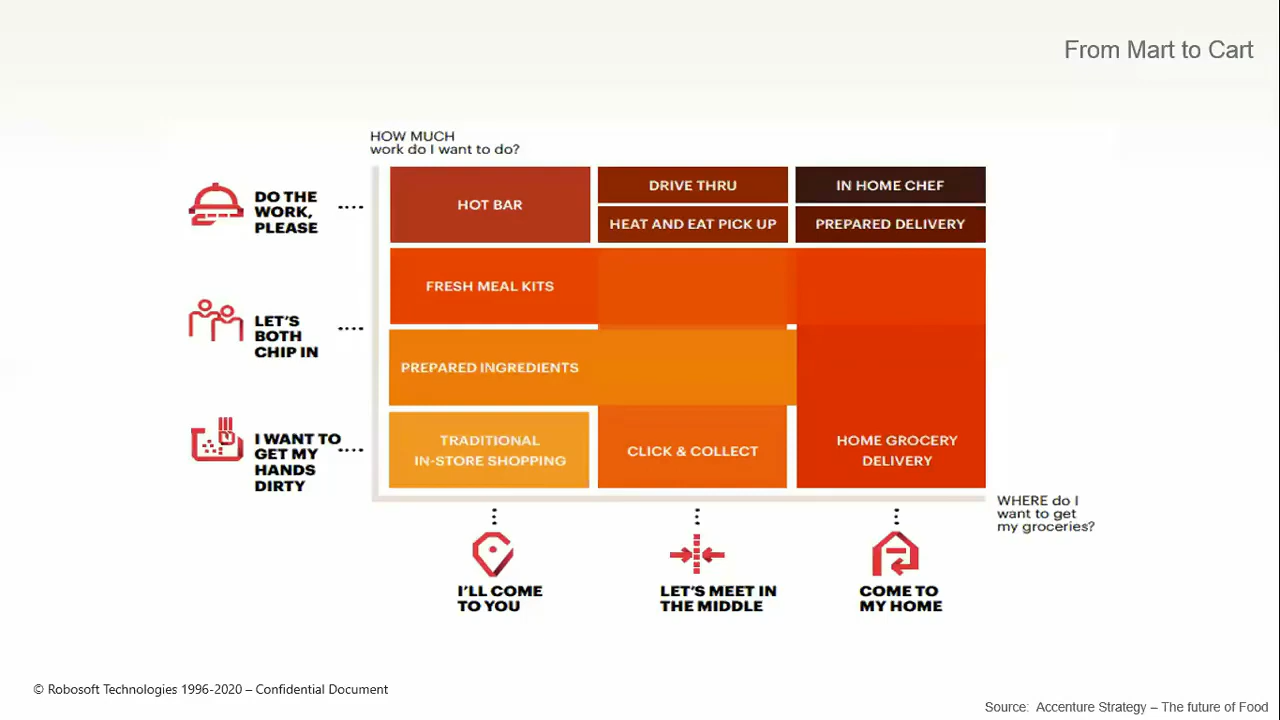 From Mart to Cart
HOW MUCH
work do I want to do?
DO THE
WORK,
PLEASE
HOT BAR
DRIVE THRU
HEAT AND EAT PICK UP
IN HOME CHEF
PREPARED DELIVERY
LET'S
BOTH
CHIP IN
FRESH MEAL KITS
PREPARED INGREDIENTS
I WANT TO
GET MY
HANDS
DIRTY
TRADITIONAL
IN-STORE SHOPPING
CLICK & COLLECT
HOME GROCERY
DELIVERY
WHERE do I
want to get
my groceries?
I'LL COME
TO YOU
LET'S MEET IN
THE MIDDLE
COME TO
MY HOME
© Robosoft Technologies 1996-2020 – Confidential Document
Source: Accenture Strategy – The future of Food